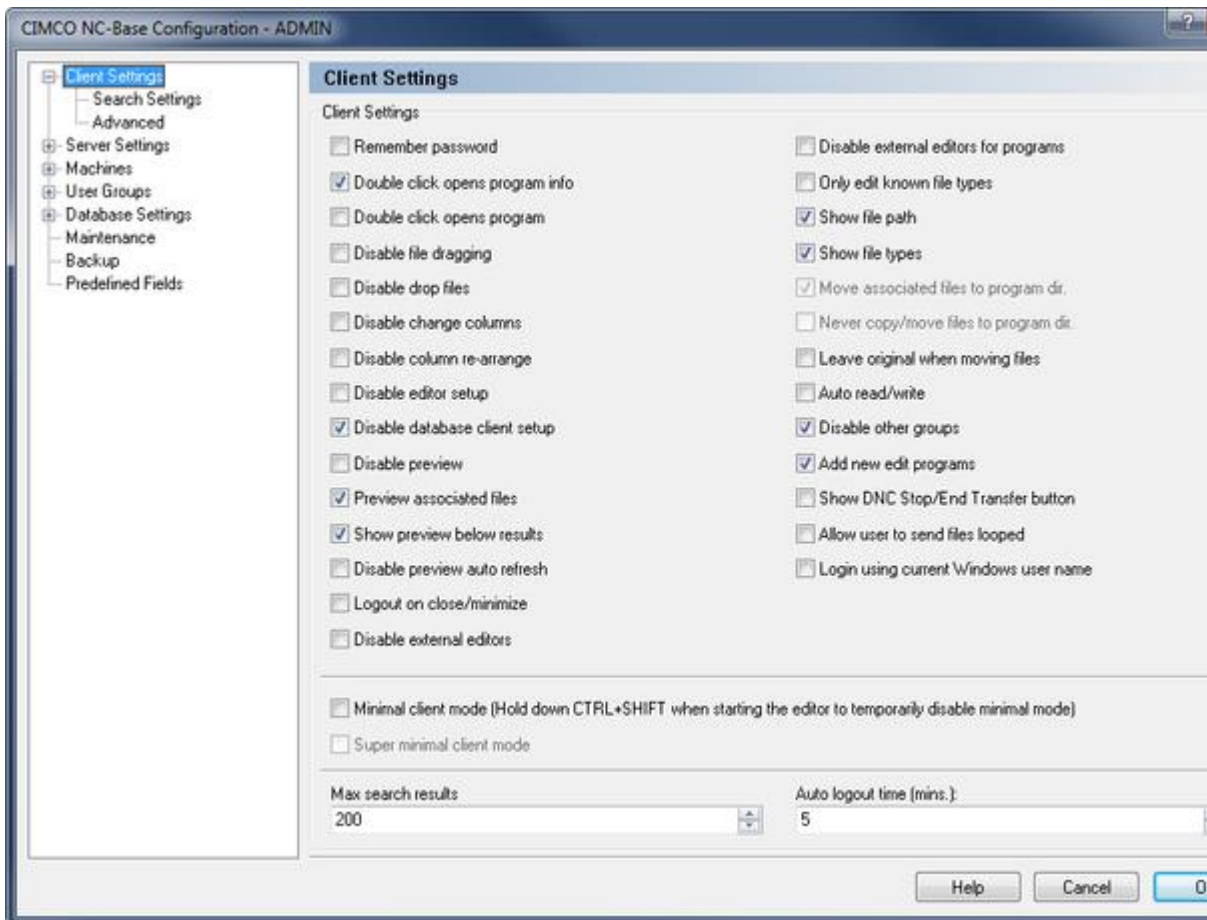 CIMCO NC-Base Configuration - ADMIN
?
Client Settings
Search Settings
Advanced
Server Settings
Machines
User Groups
Database Settings
Maintenance
Backup
Predefined Fields
Client Settings
Client Settings
Remember password
Double click opens program info
Double click opens program
Disable file dragging
Disable drop files
Disable change columns
Disable column re-arrange
Disable editor setup
Disable database client setup
Disable preview
Preview associated files
Show preview below results
Disable preview auto refresh
Logout on close/minimize
Disable external editors
Disable external editors for programs
Only edit known file types
Show file path
Show file types
Move associated files to program dir.
Never copy/move files to program dir.
Leave original when moving files
Auto read/write
Disable other groups
Add new edit programs
Show DNC Stop/End Transfer button
Allow user to send files looped
Login using current Windows user name
Minimal client mode (Hold down CTRL+SHIFT when starting the editor to temporarily disable minimal mode)
Super minimal client mode
Max search results
200
Auto logout time (mins.):
5
Help
Cancel